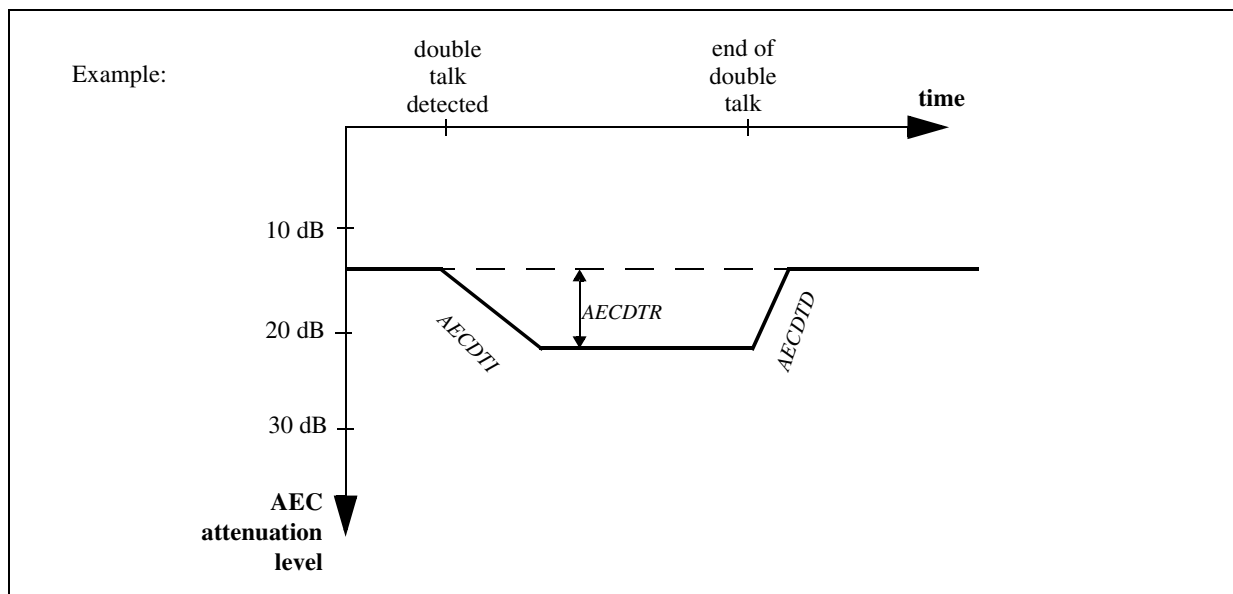 Example:
double
talk
detected
end of
double
talk
time
10 dB
AECDTR
20 dB
AECDTI
AECDTD
30 dB
AEC
attenuation
level